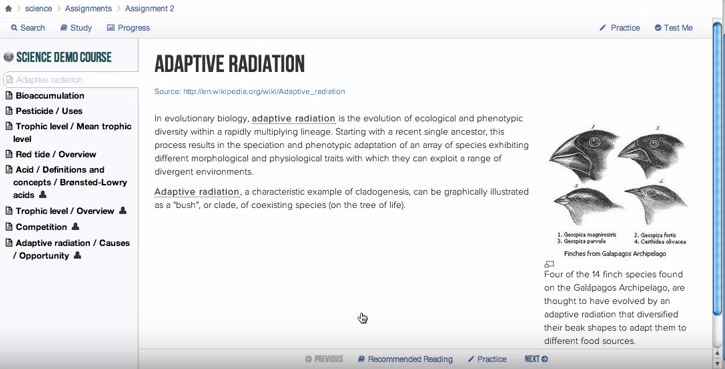 science Assignments Assignment 2
Search Study Progress Practice Test Me
SCIENCE DEMO COURSE
Adaptive radiation
Bioaccumulation
Pesticide / Uses
Trophic level / Mean trophic
level
Red tide / Overview
Acid / Definitions and
concepts / Brønsted-Lowry
acids
Trophic level / Overview
Competition
Adaptive radiation / Causes
/ Opportunity
ADAPTIVE RADIATION
Source: http://en.wikipedia.org/wiki/Adaptive_radiation
In evolutionary biology, adaptive radiation is the evolution of ecological and phenotypic
diversity within a rapidly multiplying lineage. Starting with a recent single ancestor, this
process results in the speciation and phenotypic adaptation of an array of species exhibiting
different morphological and physiological traits with which they can exploit a range of
divergent environments.
Adaptive radiation, a characteristic example of cladogenesis, can be graphically illustrated
as a "bush", or clade, of coexisting species (on the tree of life).
1 2
3 4
1. Geospiza magnirostris 2. Geospiza fortis
3. Geospiza parvula 4. Certhidea olivacea
Finches from Galapagos Archipelago
Four of the 14 finch species found
on the Galápagos Archipelago, are
thought to have evolved by an
adaptive radiation that diversified
their beak shapes to adapt them to
different food sources.
PREVIOUS Recommended Reading Practice NEXT